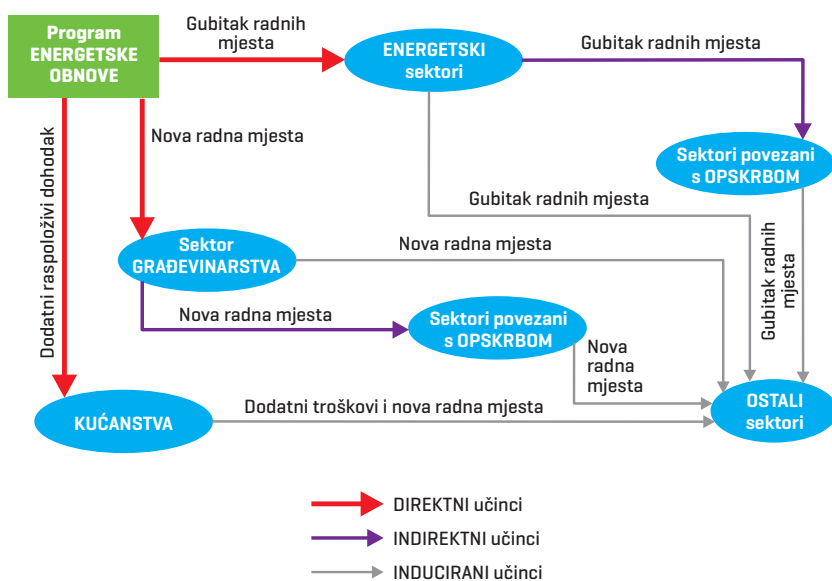 Program
ENERGETSKE
OBNOVE
Gubitak radnih
mjesta
ENERGETSKI
sektori
Gubitak radnih mjesta
Nova radna mjesta
Sektori povezani
s OPSKRBOM
Gubitak radnih mjesta
Dodatni raspoloživi dohodak
Sektor
GRAĐEVINARSTVA
Nova radna mjesta
Gubitak radnih
mjesta
Nova radna mjesta
Sektori povezani
s OPSKRBOM
Nova
radna
mjesta
KUĆANSTVA
Dodatni troškovi i nova radna mjesta
OSTALI
sektori
DIREKTNI učinci
INDIREKTNI učinci
INDUCIRANI učinci